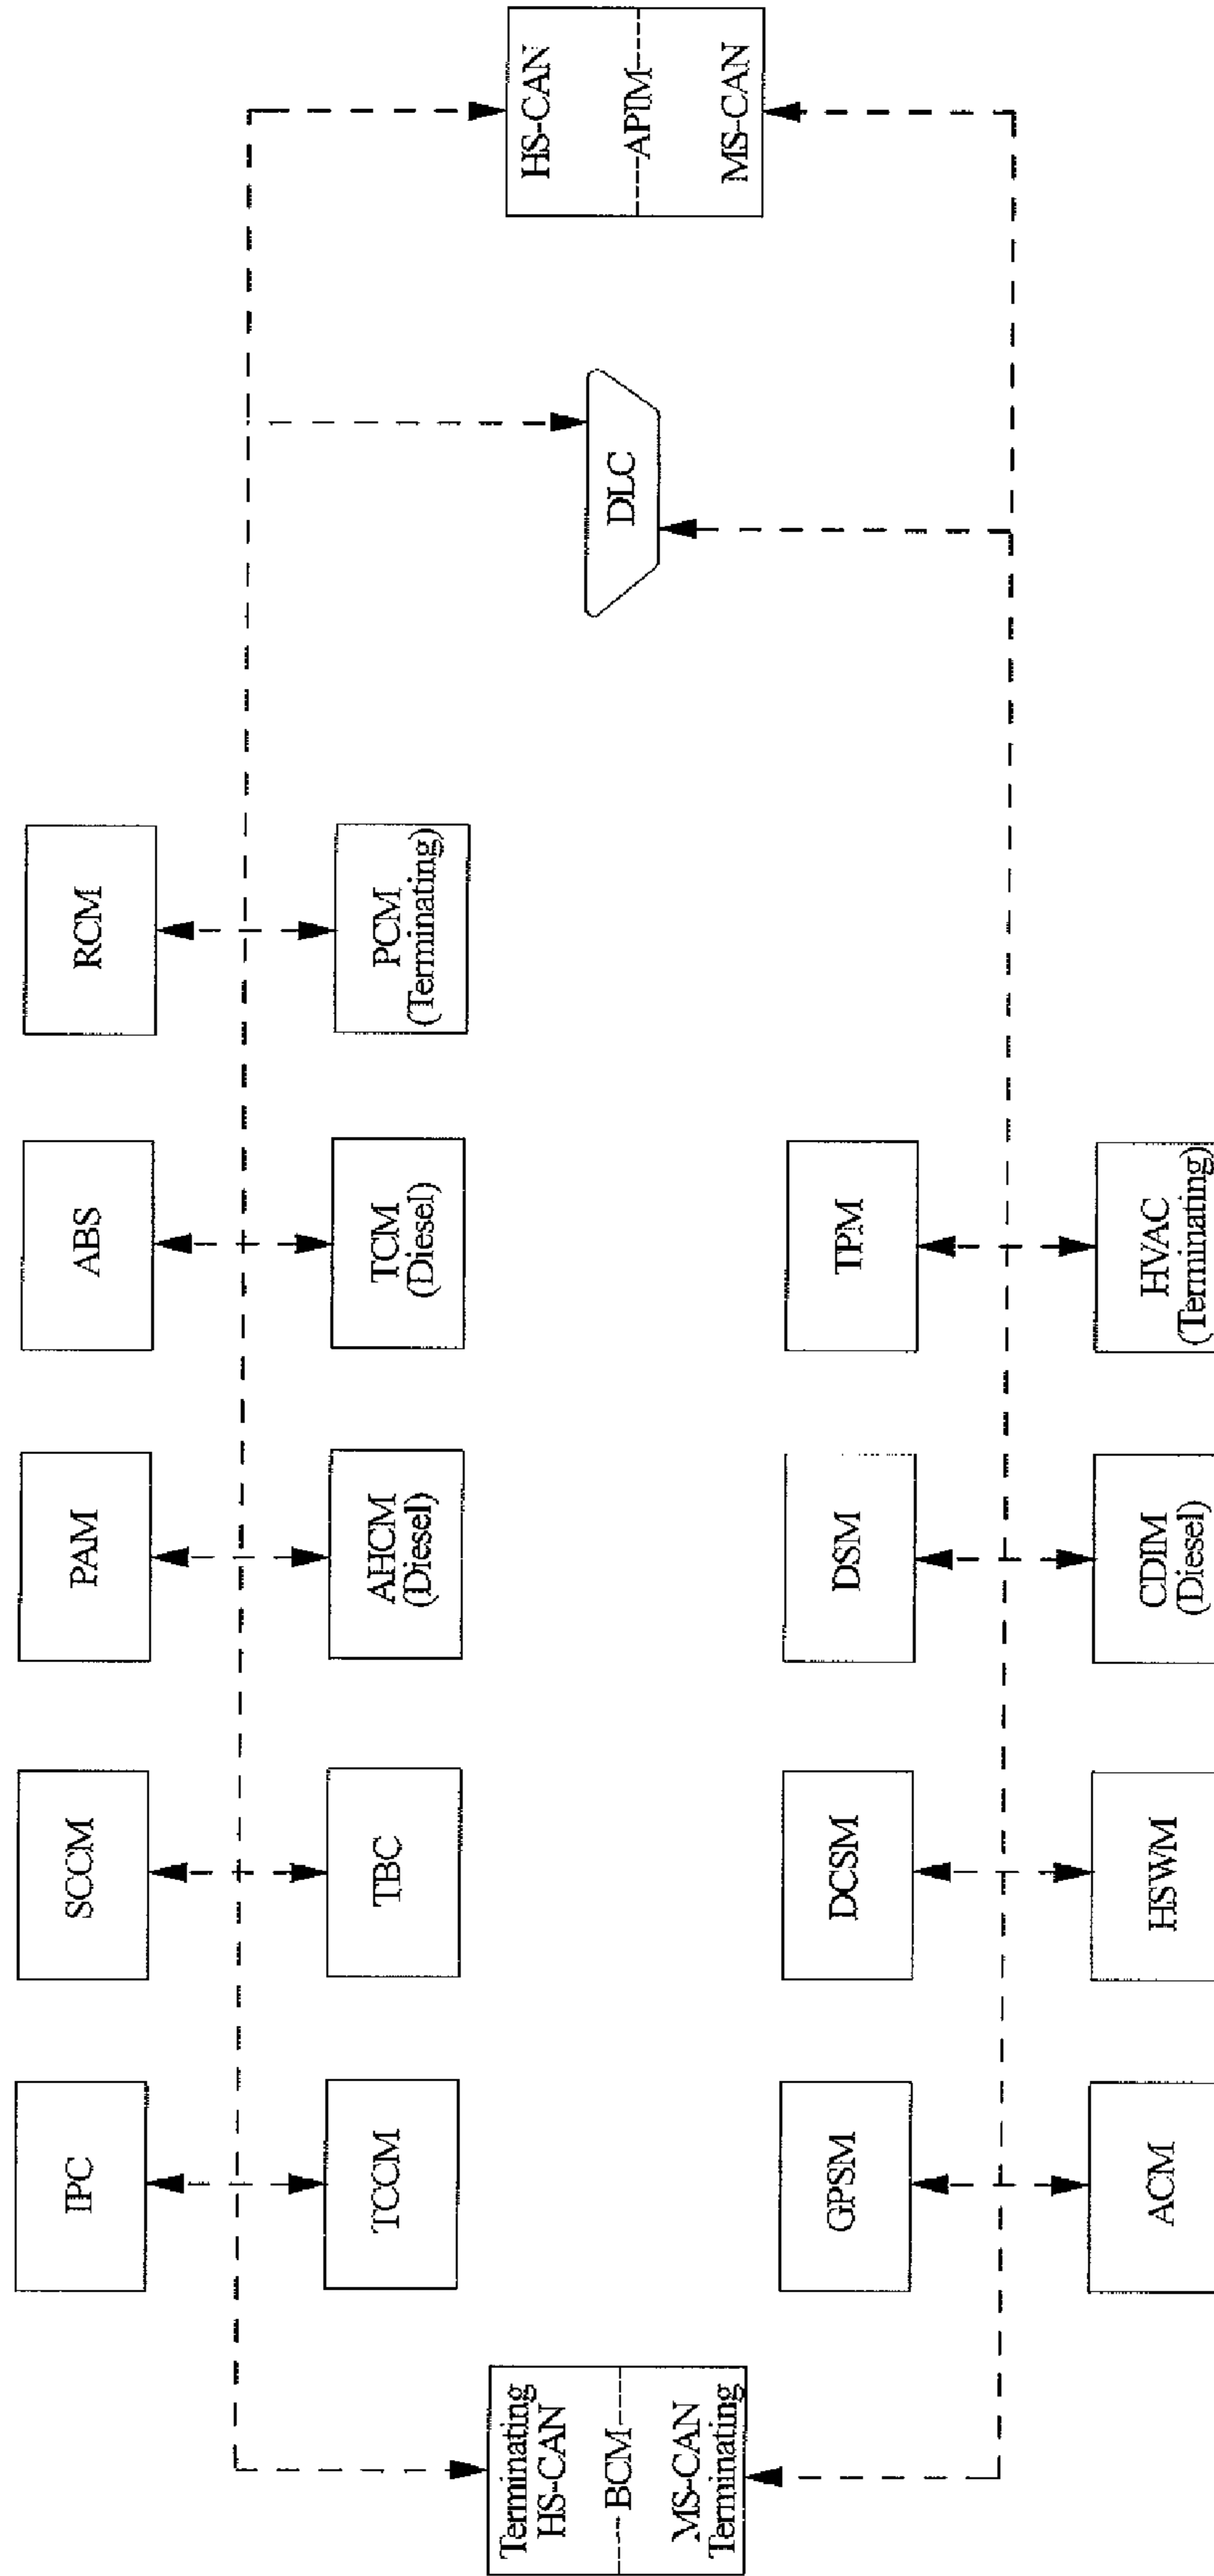 IPC
SCCM
PAM
ABS
RCM
TCCM
TBC
AHCM
(Diesel)
TCM
(Diesel)
PCM
(Terminating)
Terminating
HS-CAN
BCM
MS-CAN
Terminating
DLC
HS-CAN
APIM
MS-CAN
GPSM
DCSM
DSM
TPM
ACM
HSWM
CDIM
(Diesel)
HVAC
(Terminating)